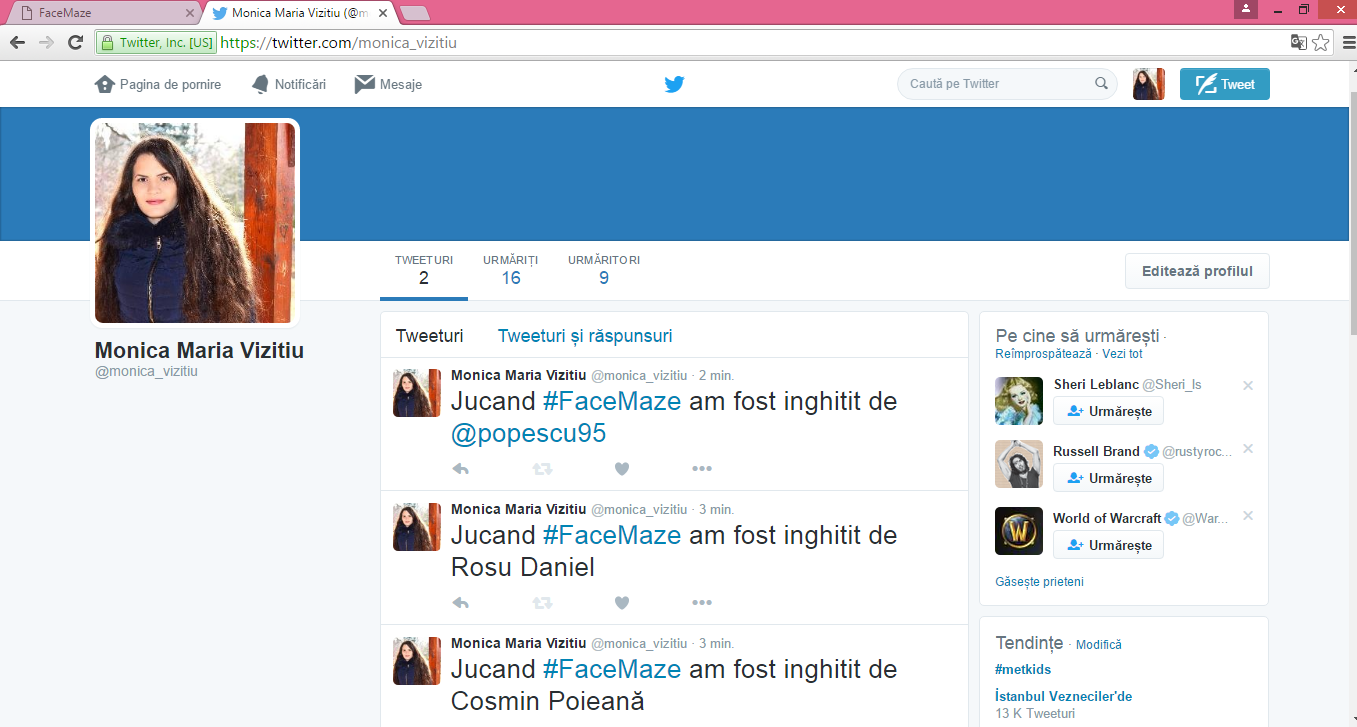 FaceMaze
Monica Maria Vizitiu (@m
Twitter, Inc. [US] https://twitter.com/monica_vizitiu
Pagina de pornire
Notificări
Mesaje
Caută pe Twitter
Tweet
TWEETURI
2
URMĂRIȚI
16
URMĂRITORI
9
Editează profilul
Monica Maria Vizitiu
@monica_vizitiu
Tweeturi
Tweeturi și răspunsuri
Monica Maria Vizitiu @monica_vizitiu · 2 min.
Jucand #FaceMaze am fost inghitit de
@popescu95
Monica Maria Vizitiu @monica_vizitiu · 3 min.
Jucand #FaceMaze am fost inghitit de
Rosu Daniel
Monica Maria Vizitiu @monica_vizitiu · 3 min.
Jucand #FaceMaze am fost inghitit de
Cosmin Poieană
Pe cine să urmărești ·
Reîmprospătează · Vezi tot
Sheri Leblanc @Sheri_ls
Urmărește
Russell Brand @rustyroc...
Urmărește
W
World of Warcraft @War...
Urmărește
Găsește prieteni
Tendințe · Modifică
#metkids
İstanbul Vezneciler'de
13 K Tweeturi